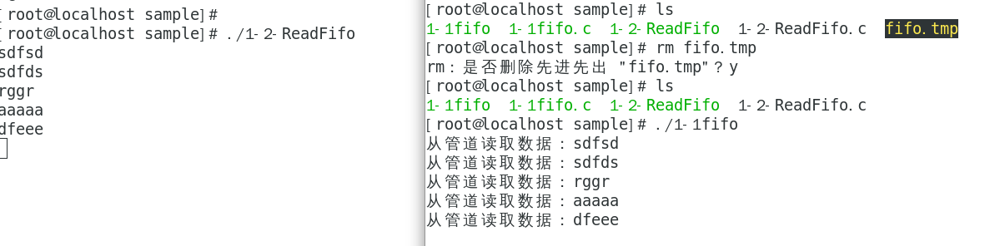 [ root@localhost sample] #
[ root@localhost sample] # ./1- 2- ReadFifo
sdfsd
sdfds
rggr
aaaaa
dfeee
[ root@localhost sample] # ls
1- 1fifo  1- 1fifo. c  1- 2- ReadFifo  1- 2- ReadFifo. c  fifo. tmp
[ root@localhost sample] # rm fifo. tmp
rm：是否删除先进先出 "fifo. tmp"？y
[ root@localhost sample] # ls
1- 1fifo  1- 1fifo. c  1- 2- ReadFifo  1- 2- ReadFifo. c
[ root@localhost sample] # ./1- 1fifo
从管道读取数据：sdfsd
从管道读取数据：sdfds
从管道读取数据：rggr
从管道读取数据：aaaaa
从管道读取数据：dfeee